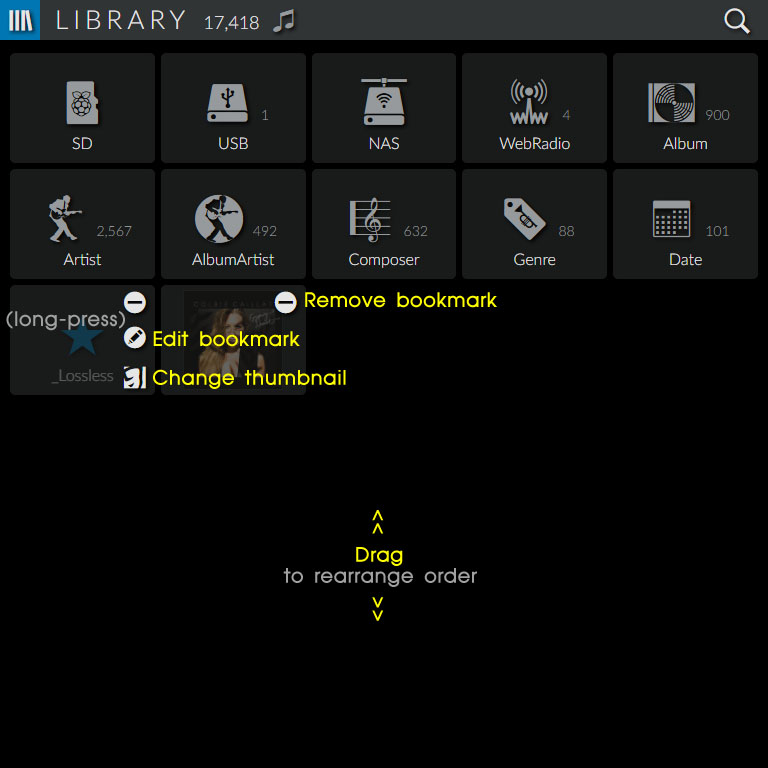 LIBRARY 17,418
SD
USB 1
NAS
WebRadio 4
Album 900
Artist 2,567
AlbumArtist 492
Composer 632
Genre 88
Date 101
Remove bookmark
(long-press)
Edit bookmark
_Lossless
Change thumbnail
Drag
to rearrange order